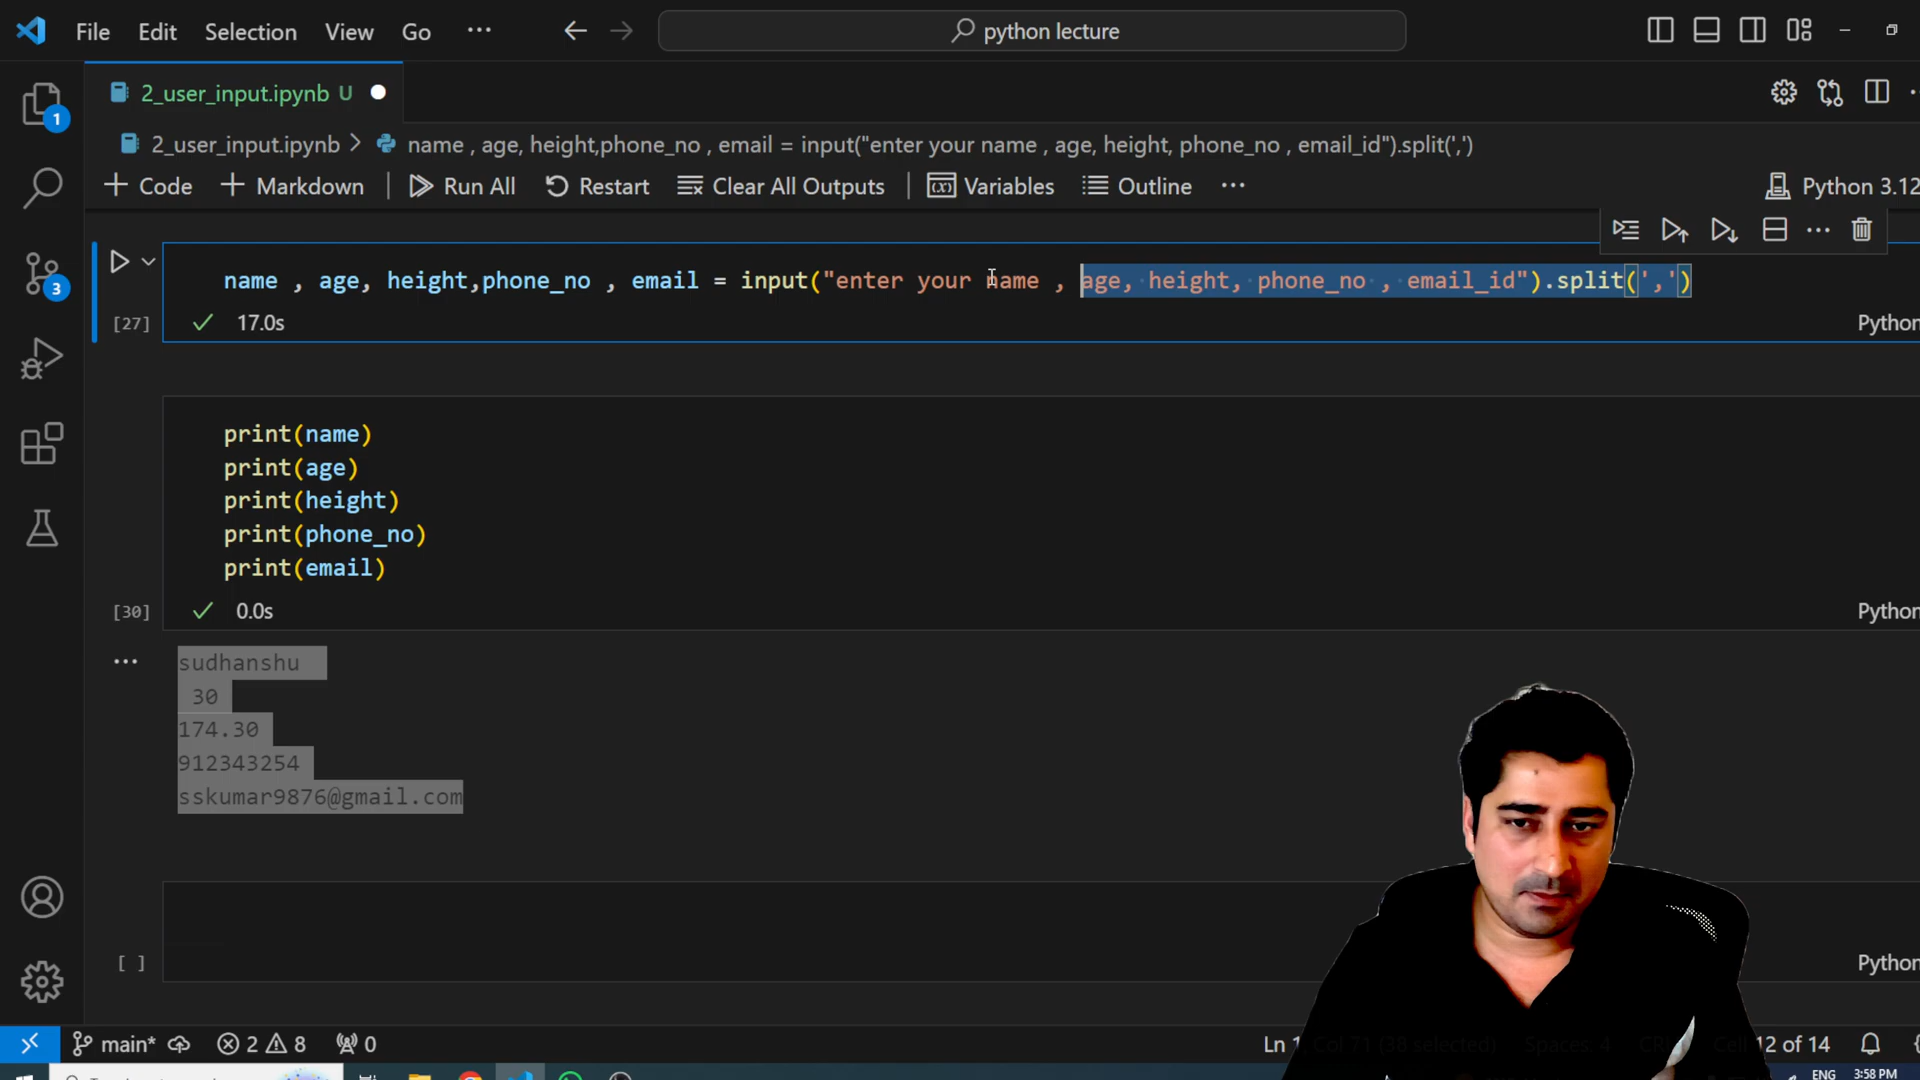 File Edit Selection View Go ... python lecture
2_user_input.ipynb U
2_user_input.ipynb > name , age, height,phone_no , email = input("enter your name , age, height, phone_no , email_id").split(',')
+ Code + Markdown Run All Restart Clear All Outputs Variables Outline ... Python 3.12
name , age, height,phone_no , email = input("enter your name , age, height, phone_no , email_id").split(',')
[27] 17.0s Python
print(name)
print(age)
print(height)
print(phone_no)
print(email)
[30] 0.0s Python
sudhanshu
30
174.30
912343254
sskumar9876@gmail.com
[ ] Python
1
3
main* 2 8 0 Ln 1, Col 71 (38 selected) Spaces: 4 Cell 12 of 14
ENG 3:58 PM